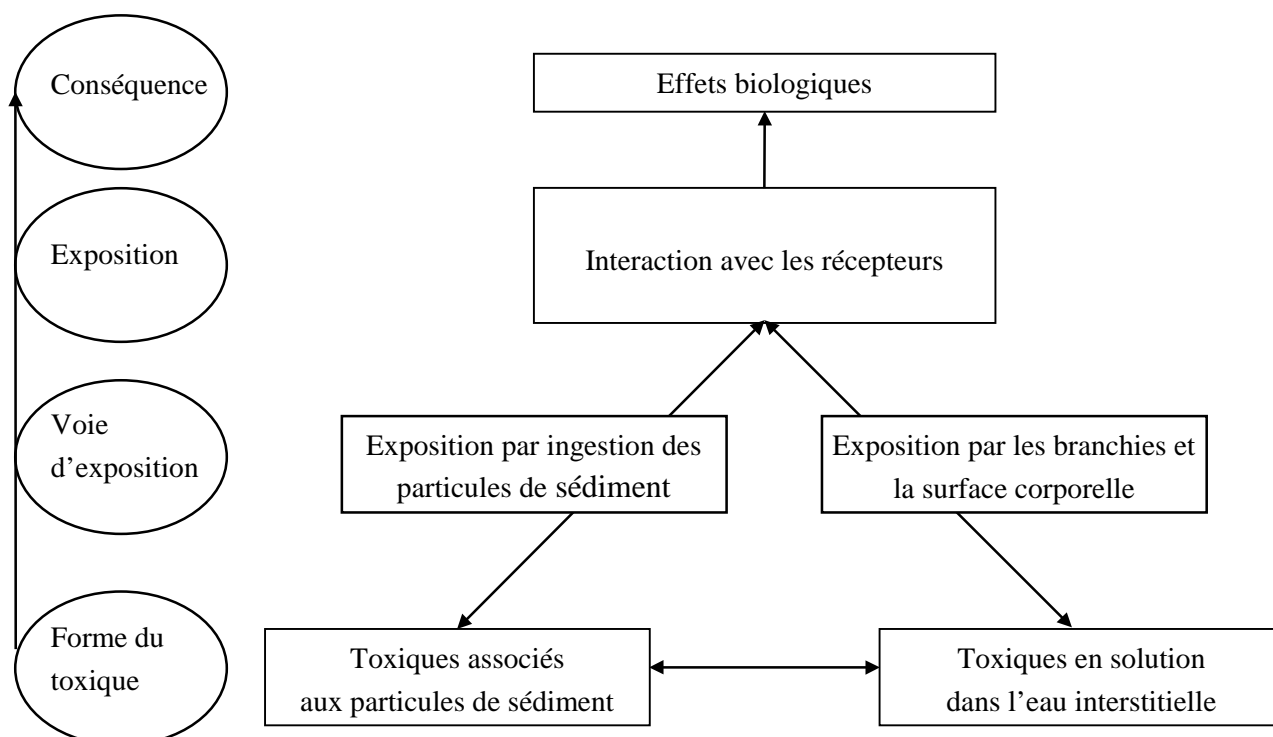 Conséquence
Effets biologiques
Exposition
Interaction avec les récepteurs
Voie
d’exposition
Exposition par ingestion des
particules de sédiment
Exposition par les branchies et
la surface corporelle
Forme du
toxique
Toxiques associés
aux particules de sédiment
Toxiques en solution
dans l’eau interstitielle